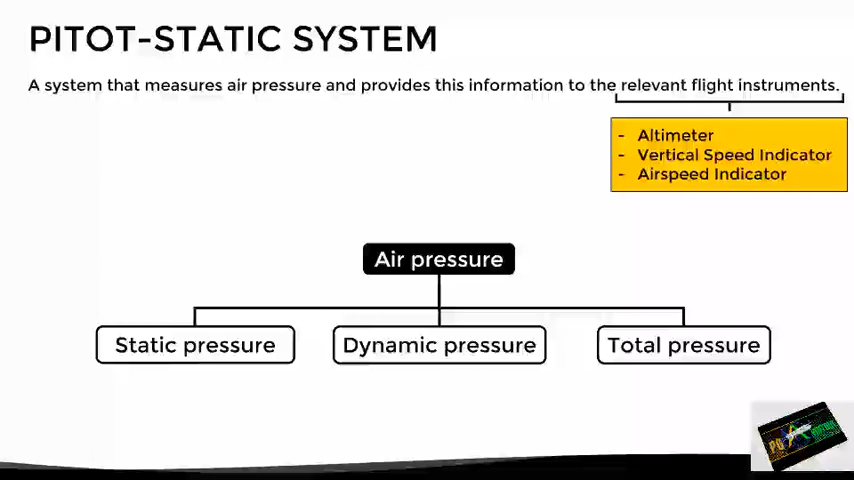 PITOT-STATIC SYSTEM
A system that measures air pressure and provides this information to the relevant flight instruments.
- Altimeter
- Vertical Speed Indicator
- Airspeed Indicator
Air pressure
Static pressure
Dynamic pressure
Total pressure